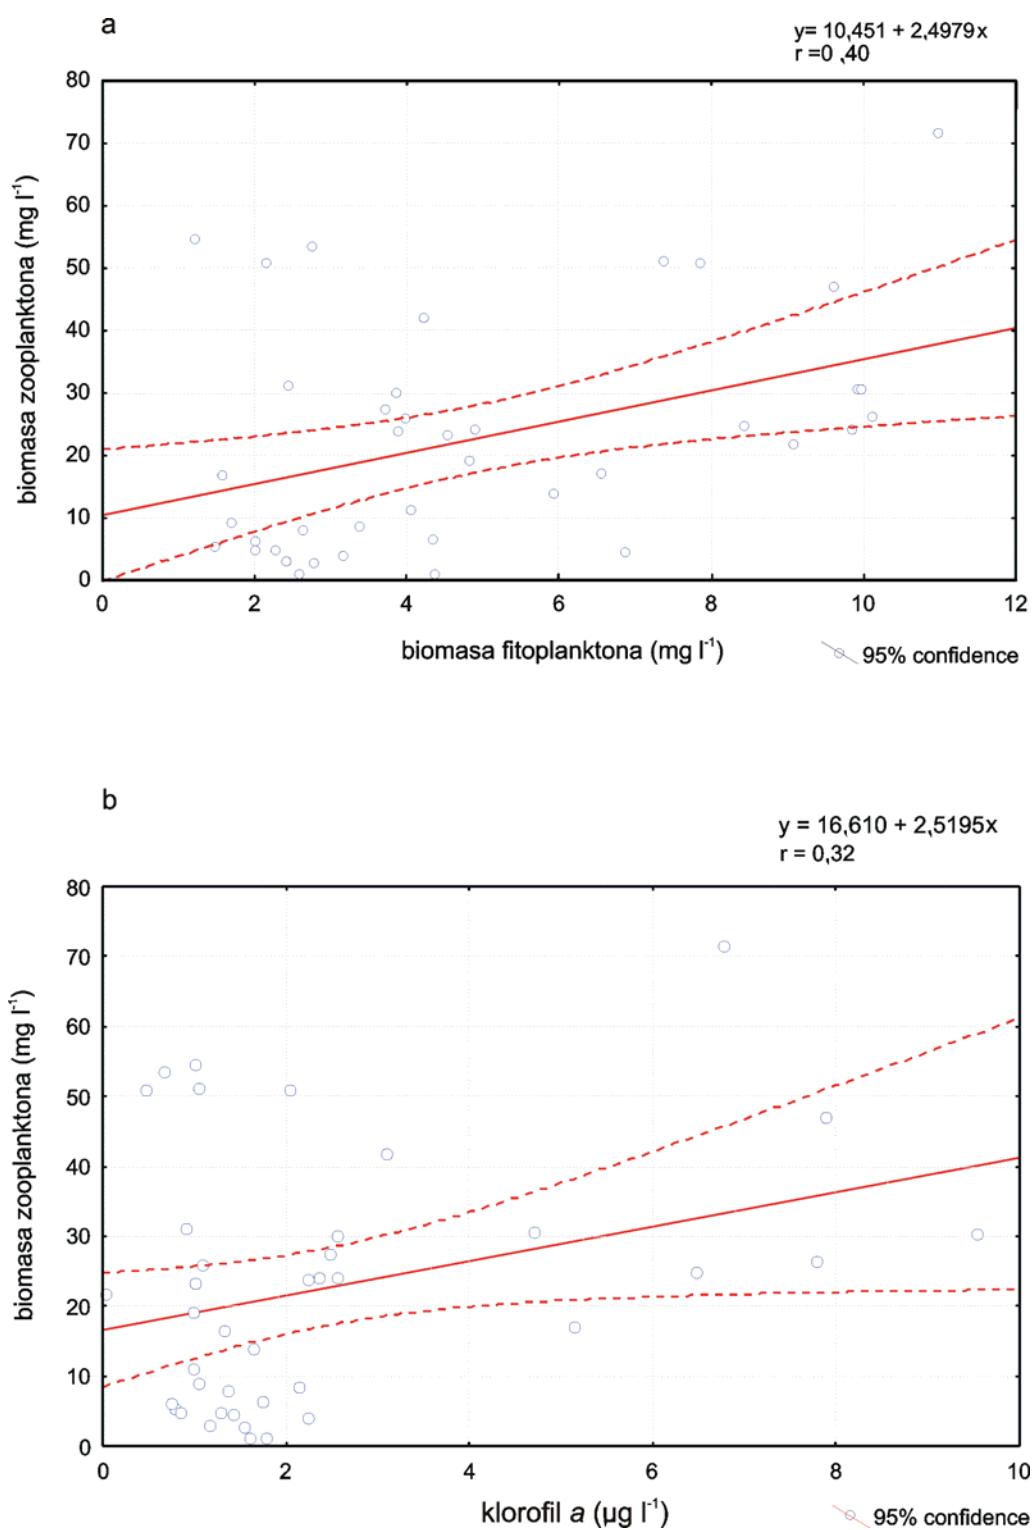 a
y= 10,451 + 2,4979x
r =0 ,40
80
70
60
50
40
30
20
10
0
biomasa zooplanktona (mg l⁻¹)
0 2 4 6 8 10 12
biomasa fitoplanktona (mg l⁻¹)
95% confidence
b
y = 16,610 + 2,5195x
r = 0,32
80
70
60
50
40
30
20
10
0
biomasa zooplanktona (mg l⁻¹)
0 2 4 6 8 10
klorofil a (µg l⁻¹)
95% confidence